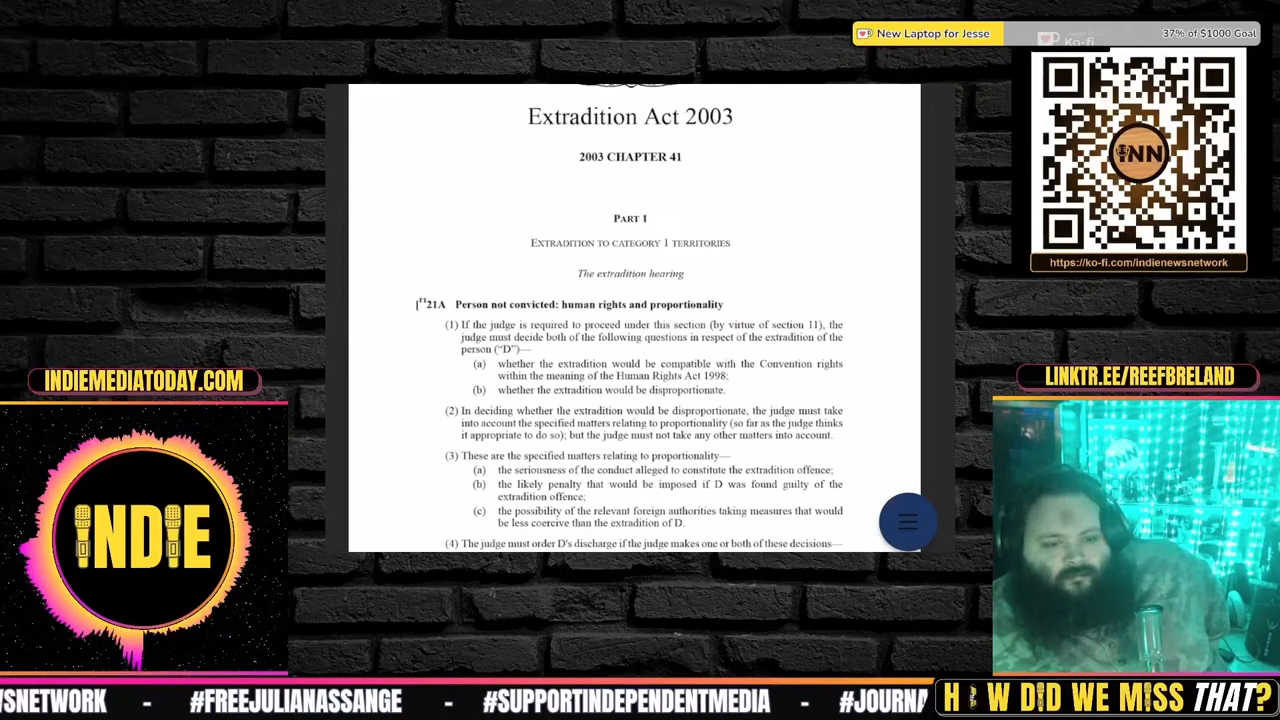 New Laptop for Jesse
37% of $1000 Goal
Ko-fi
INN
https://ko-fi.com/indienewsnetwork
Extradition Act 2003
2003 CHAPTER 41
PART 1
EXTRADITION TO CATEGORY 1 TERRITORIES
The extradition hearing
[F121A Person not convicted: human rights and proportionality
(1) If the judge is required to proceed under this section (by virtue of section 11), the
judge must decide both of the following questions in respect of the extradition of the
person (“D”)—
(a) whether the extradition would be compatible with the Convention rights
within the meaning of the Human Rights Act 1998;
(b) whether the extradition would be disproportionate.
(2) In deciding whether the extradition would be disproportionate, the judge must take
into account the specified matters relating to proportionality (so far as the judge thinks
it appropriate to do so); but the judge must not take any other matters into account.
(3) These are the specified matters relating to proportionality—
(a) the seriousness of the conduct alleged to constitute the extradition offence;
(b) the likely penalty that would be imposed if D was found guilty of the
extradition offence;
(c) the possibility of the relevant foreign authorities taking measures that would
be less coercive than the extradition of D.
(4) The judge must order D's discharge if the judge makes one or both of these decisions—
INDIEMEDIATODAY.COM
LINKTR.EE/REEFBRELAND
INDIE
WSNETWORK - #FREEJULIANASSANGE - #SUPPORTINDEPENDENTMEDIA - #JOURNA
HOW DID WE MISS THAT?